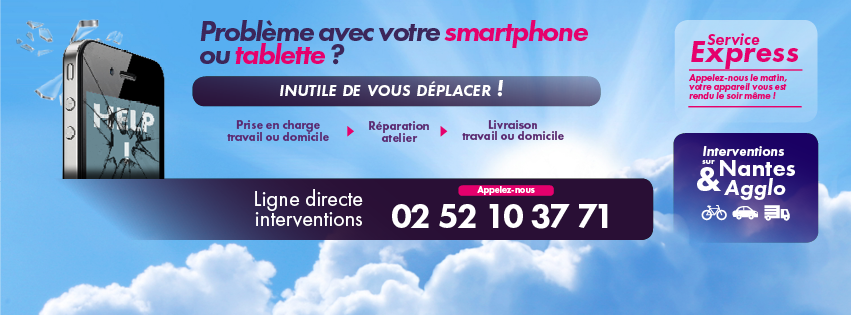 Problème avec votre smartphone
ou tablette ?
INUTILE DE VOUS DÉPLACER !
Prise en charge
travail ou domicile
Réparation
atelier
Livraison
travail ou domicile
HELP
!
Ligne directe
interventions
Appelez-nous
02 52 10 37 71
Service
Express
Appelez-nous le matin,
votre appareil vous est
rendu le soir même !
Interventions
sur Nantes
& Agglo